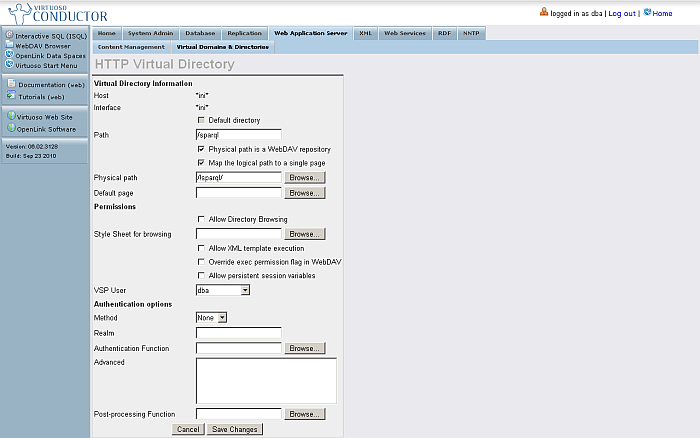 VIRTUOSO
CONDUCTOR
logged in as dba | Log out | Home
Interactive SQL (ISQL)
WebDAV Browser
OpenLink Data Spaces
Virtuoso Start Menu
Documentation (web)
Tutorials (web)
Virtuoso Web Site
OpenLink Software
Version: 06.02.3128
Build: Sep 23 2010
Home System Admin Database Replication Web Application Server XML Web Services RDF NNTP
Content Management Virtual Domains & Directories
HTTP Virtual Directory
Virtual Directory Information
Host *ini*
Interface *ini*
Default directory
Path /sparql
Physical path is a WebDAV repository
Map the logical path to a single page
Physical path /!sparql/ Browse...
Default page Browse...
Permissions
Allow Directory Browsing
Style Sheet for browsing Browse...
Allow XML template execution
Override exec permission flag in WebDAV
Allow persistent session variables
VSP User dba
Authentication options
Method None
Realm
Authentication Function Browse...
Advanced
Post-processing Function Browse...
Cancel Save Changes